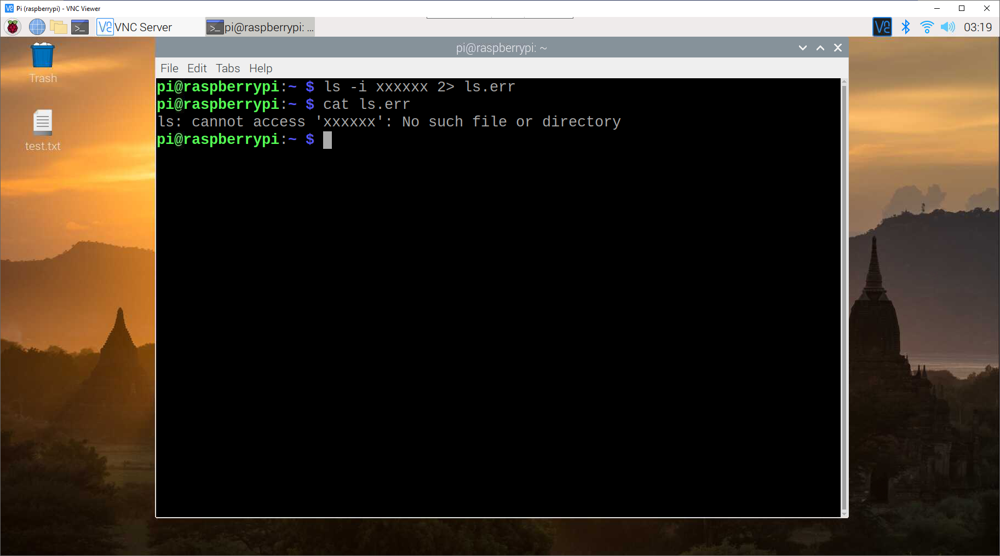 Pi (raspberrypi) - VNC Viewer
VNC Server
pi@raspberrypi: ...
03:19
Trash
test.txt
pi@raspberrypi: ~
File Edit Tabs Help
pi@raspberrypi:~ $ ls -i xxxxxx 2> ls.err
pi@raspberrypi:~ $ cat ls.err
ls: cannot access 'xxxxxx': No such file or directory
pi@raspberrypi:~ $